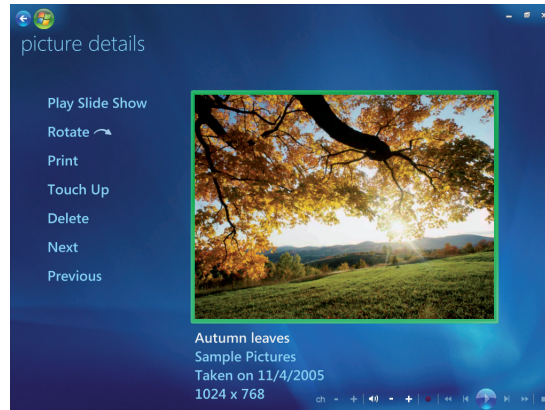 picture details
Play Slide Show
Rotate
Print
Touch Up
Delete
Next
Previous
Autumn leaves
Sample Pictures
Taken on 11/4/2005
1024 x 768
ch - +
- +